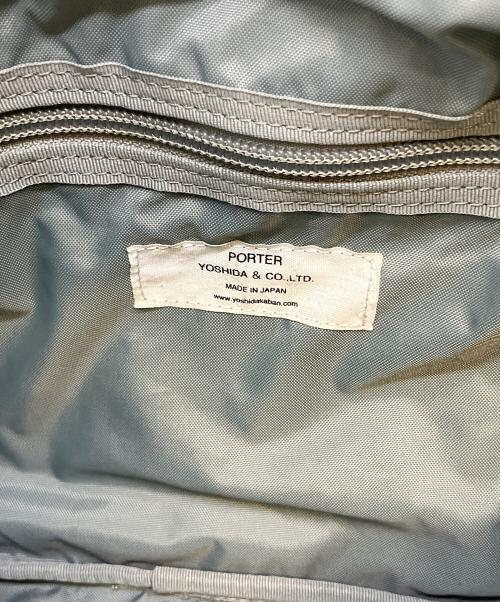 PORTER
YOSHIDA & CO.,LTD.
MADE IN JAPAN
www.yoshidakaban.com